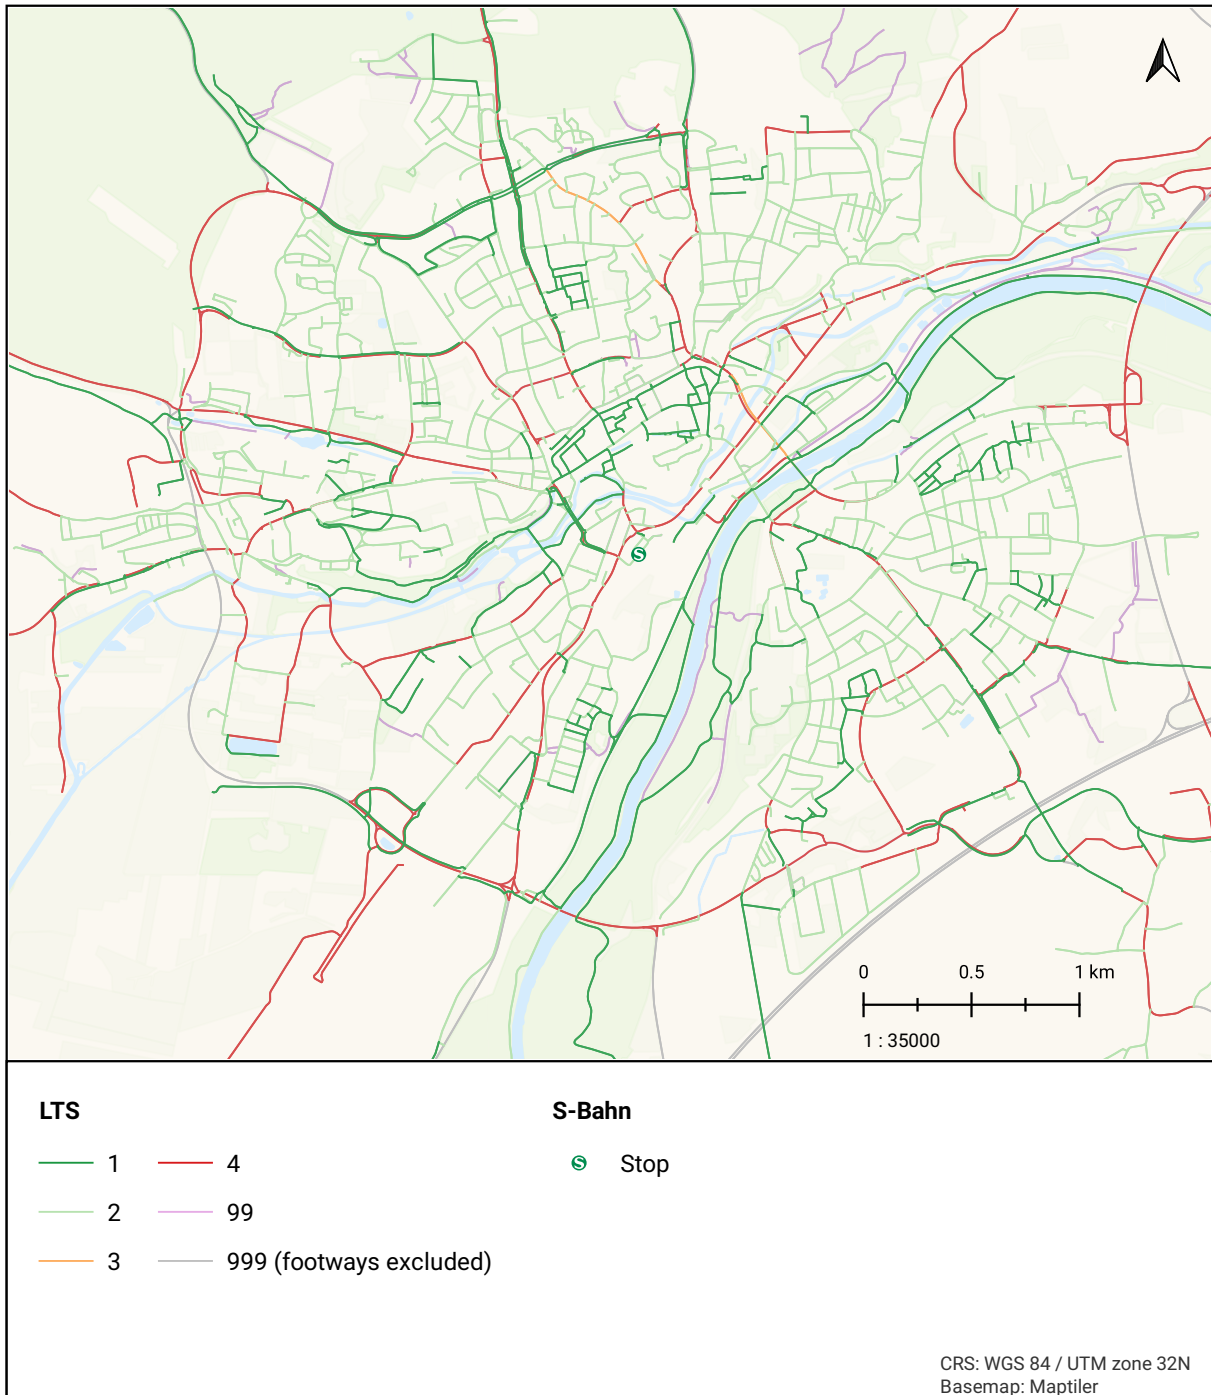 0 0.5 1 km
1 : 35000
LTS
S-Bahn
1 4
S Stop
2 99
3 999 (footways excluded)
CRS: WGS 84 / UTM zone 32N
Basemap: Maptiler